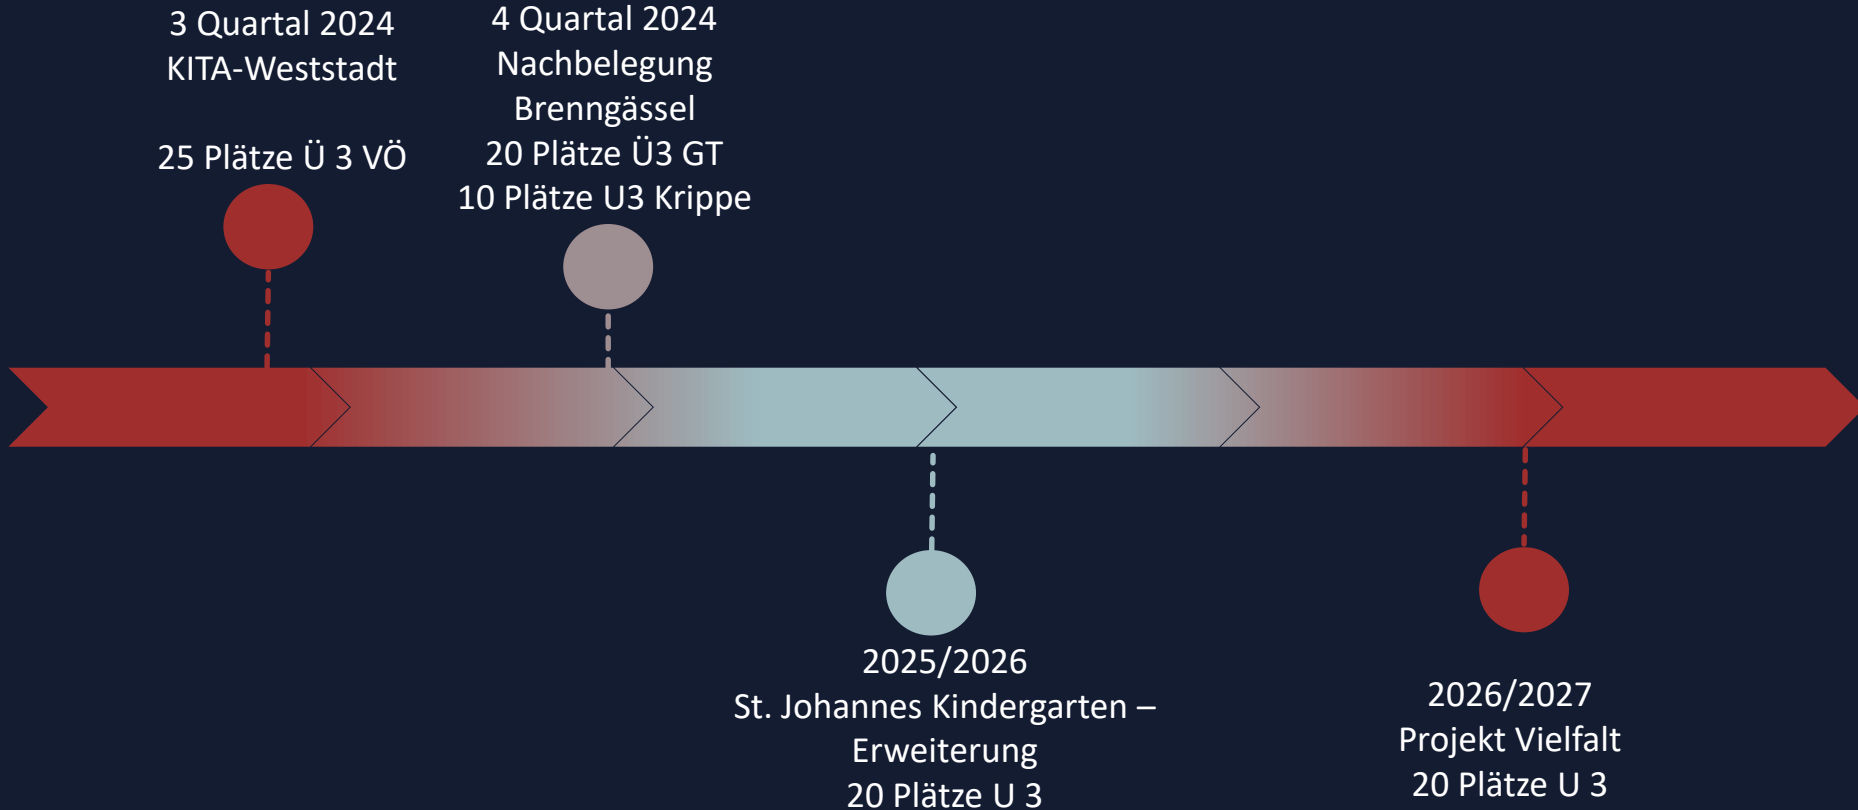 3 Quartal 2024
KITA-Weststadt
25 Plätze Ü 3 VÖ
4 Quartal 2024
Nachbelegung
Brenngässel
20 Plätze Ü3 GT
10 Plätze U3 Krippe
2025/2026
St. Johannes Kindergarten –
Erweiterung
20 Plätze U 3
2026/2027
Projekt Vielfalt
20 Plätze U 3